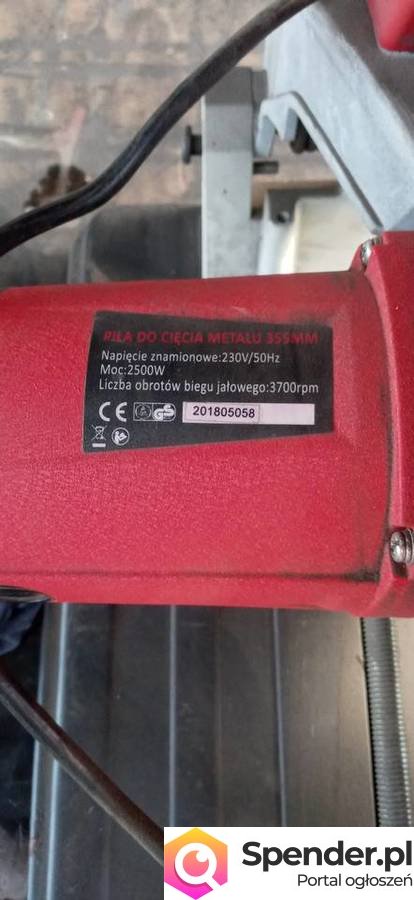 PIŁA DO CIĘCIA METALU 355MM
Napięcie znamionowe:230V/50Hz
Moc:2500W
Liczba obrotów biegu jałowego:3700rpm
CE GS 201805058
Spender.pl
Portal ogłoszeń